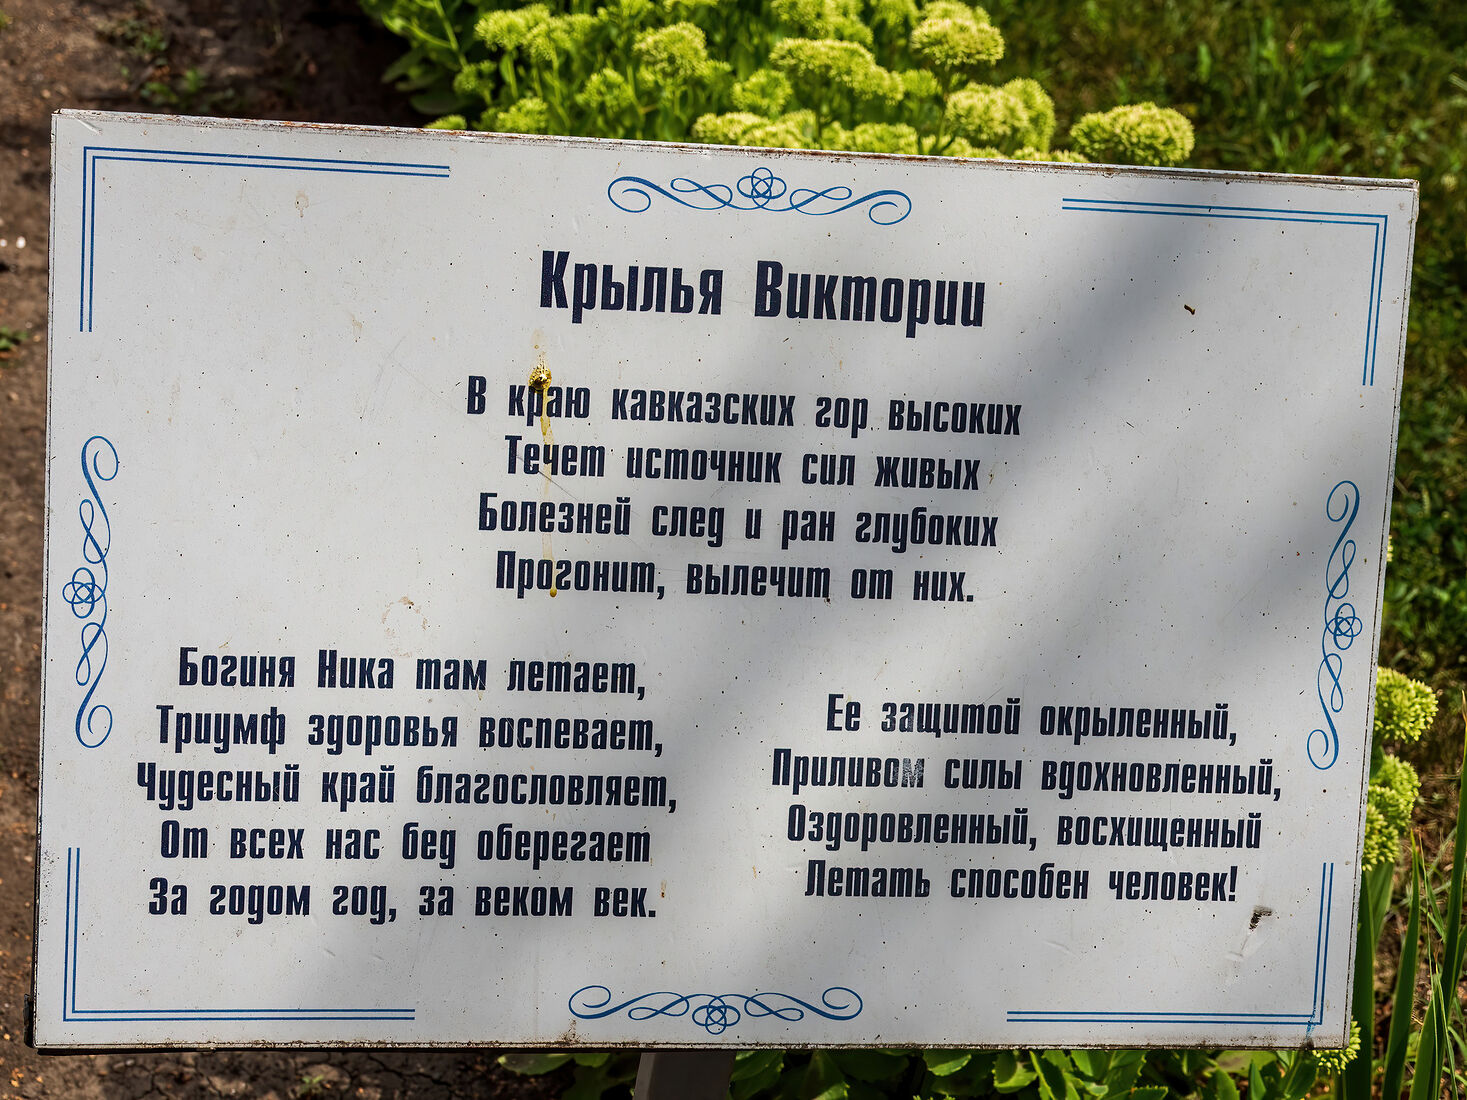 Крылья Виктории
В краю кавказских гор высоких
Течет источник сил живых
Болезней след и ран глубоких
Прогонит, вылечит от них.
Богиня Ника там летает,
Триумф здоровья воспевает,
Чудесный край благословляет,
От всех нас бед оберегает
За годом год, за веком век.
Ее защитой окрыленный,
Приливом силы вдохновленный,
Оздоровленный, восхищенный
Летать способен человек!